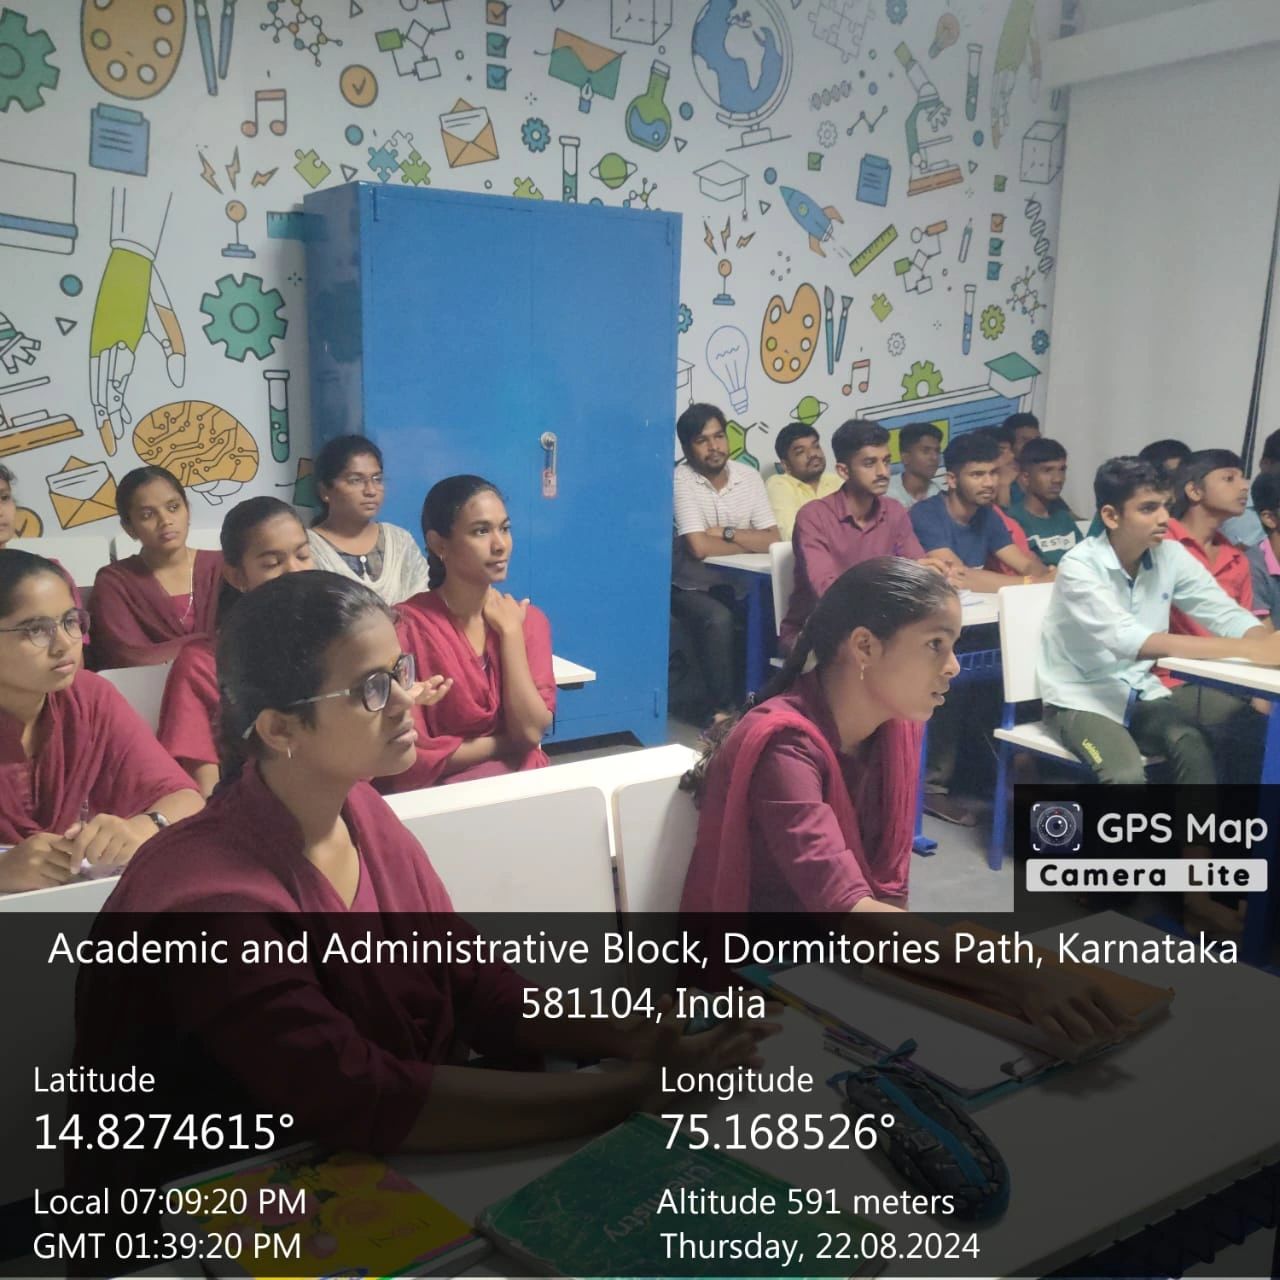 GPS Map
Camera Lite
Academic and Administrative Block, Dormitories Path, Karnataka
581104, India
Latitude
14.8274615°
Longitude
75.168526°
Local 07:09:20 PM
GMT 01:39:20 PM
Altitude 591 meters
Thursday, 22.08.2024
Chemistry